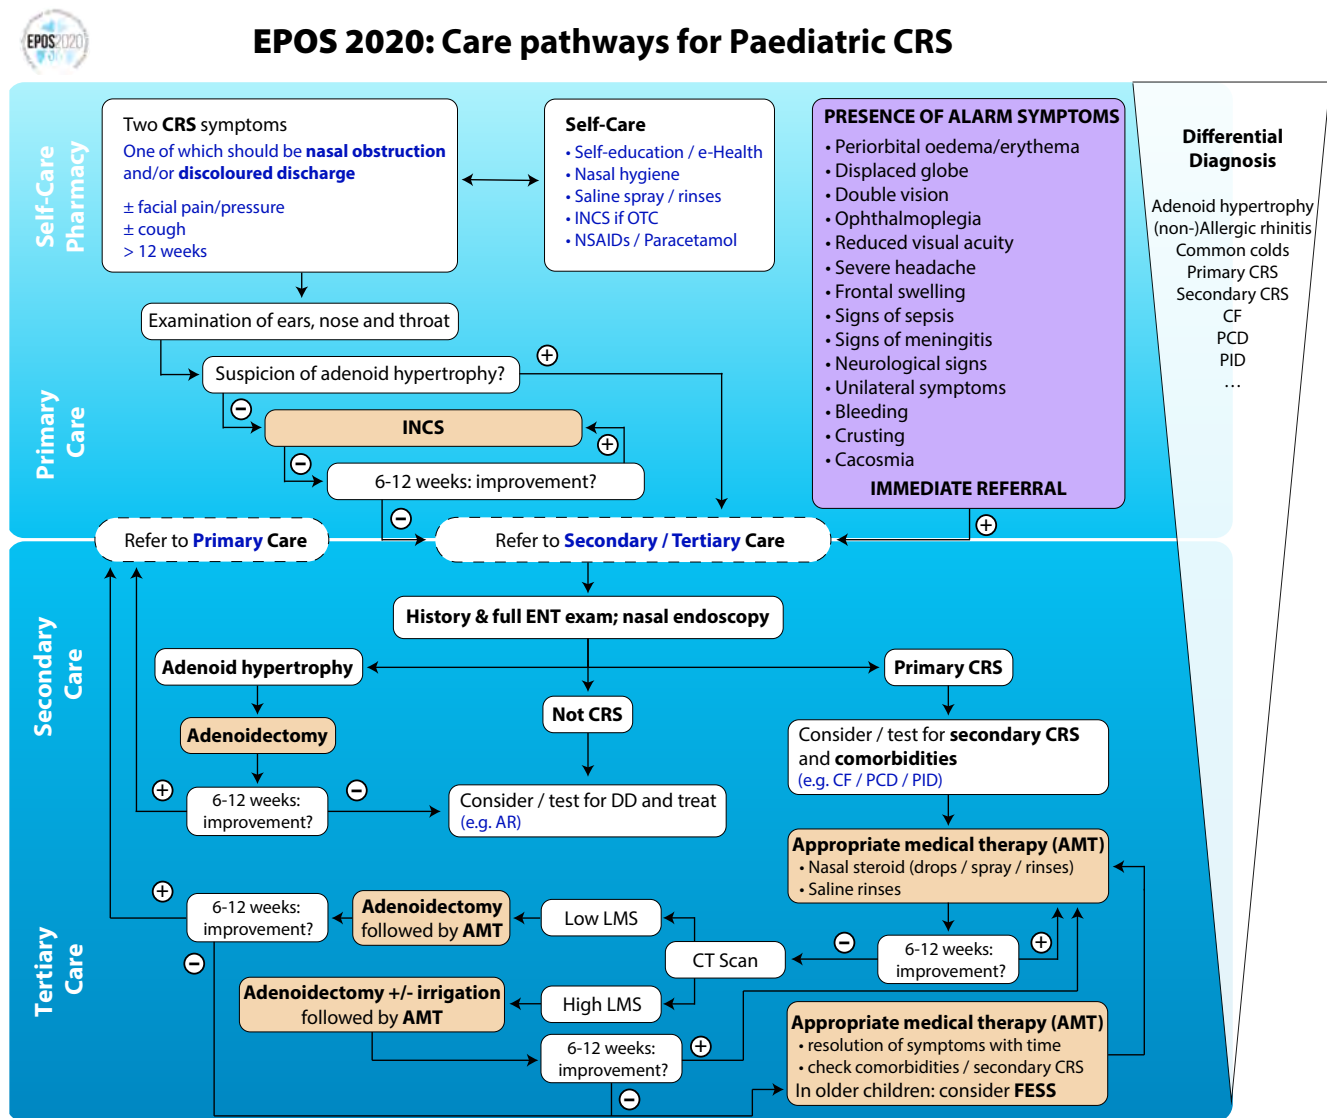 EPOS2020
EPOS 2020: Care pathways for Paediatric CRS
Self-Care
Pharmacy
Two CRS symptoms
One of which should be nasal obstruction
and/or discoloured discharge
± facial pain/pressure
± cough
> 12 weeks
Self-Care
• Self-education / e-Health
• Nasal hygiene
• Saline spray / rinses
• INCS if OTC
• NSAIDs / Paracetamol
PRESENCE OF ALARM SYMPTOMS
• Periorbital oedema/erythema
• Displaced globe
• Double vision
• Ophthalmoplegia
• Reduced visual acuity
• Severe headache
• Frontal swelling
• Signs of sepsis
• Signs of meningitis
• Neurological signs
• Unilateral symptoms
• Bleeding
• Crusting
• Cacosmia
IMMEDIATE REFERRAL
Differential
Diagnosis
Adenoid hypertrophy
(non-)Allergic rhinitis
Common colds
Primary CRS
Secondary CRS
CF
PCD
PID
…
Primary
Care
Examination of ears, nose and throat
Suspicion of adenoid hypertrophy?
+
−
INCS
+
−
6-12 weeks: improvement?
−
+
Refer to Primary Care
Refer to Secondary / Tertiary Care
Secondary
Care
History & full ENT exam; nasal endoscopy
Adenoid hypertrophy
Not CRS
Primary CRS
Adenoidectomy
Consider / test for secondary CRS
and comorbidities
(e.g. CF / PCD / PID)
+
6-12 weeks:
improvement?
−
Consider / test for DD and treat
(e.g. AR)
Tertiary
Care
Appropriate medical therapy (AMT)
• Nasal steroid (drops / spray / rinses)
• Saline rinses
+
6-12 weeks:
improvement?
−
Adenoidectomy
followed by AMT
Low LMS
CT Scan
−
6-12 weeks:
improvement?
+
Adenoidectomy +/- irrigation
followed by AMT
High LMS
6-12 weeks:
improvement?
+
−
Appropriate medical therapy (AMT)
• resolution of symptoms with time
• check comorbidities / secondary CRS
In older children: consider FESS